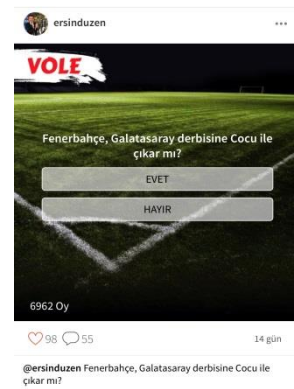 ersinduzen
VOLE
Fenerbahçe, Galatasaray derbisine Cocu ile
çıkar mı?
EVET
HAYIR
6962 Oy
98 55 14 gün
@ersinduzen Fenerbahçe, Galatasaray derbisine Cocu ile
çıkar mı?